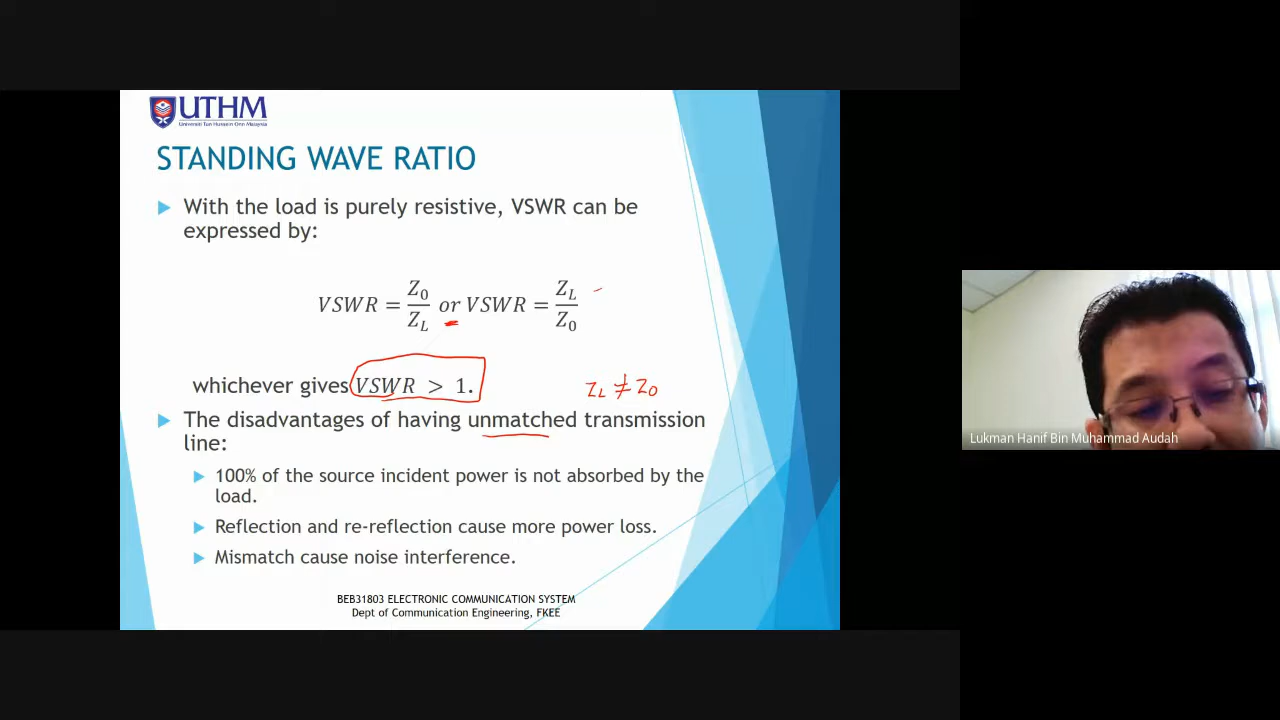 UTHM
Universiti Tun Hussein Onn Malaysia
STANDING WAVE RATIO
With the load is purely resistive, VSWR can be
expressed by:
VSWR = Z₀/Z_L or VSWR = Z_L/Z₀
whichever gives VSWR > 1.
Z_L ≠ Z₀
The disadvantages of having unmatched transmission
line:
100% of the source incident power is not absorbed by the
load.
Reflection and re-reflection cause more power loss.
Mismatch cause noise interference.
BEB31803 ELECTRONIC COMMUNICATION SYSTEM
Dept of Communication Engineering, FKEE
Lukman Hanif Bin Muhammad Audah